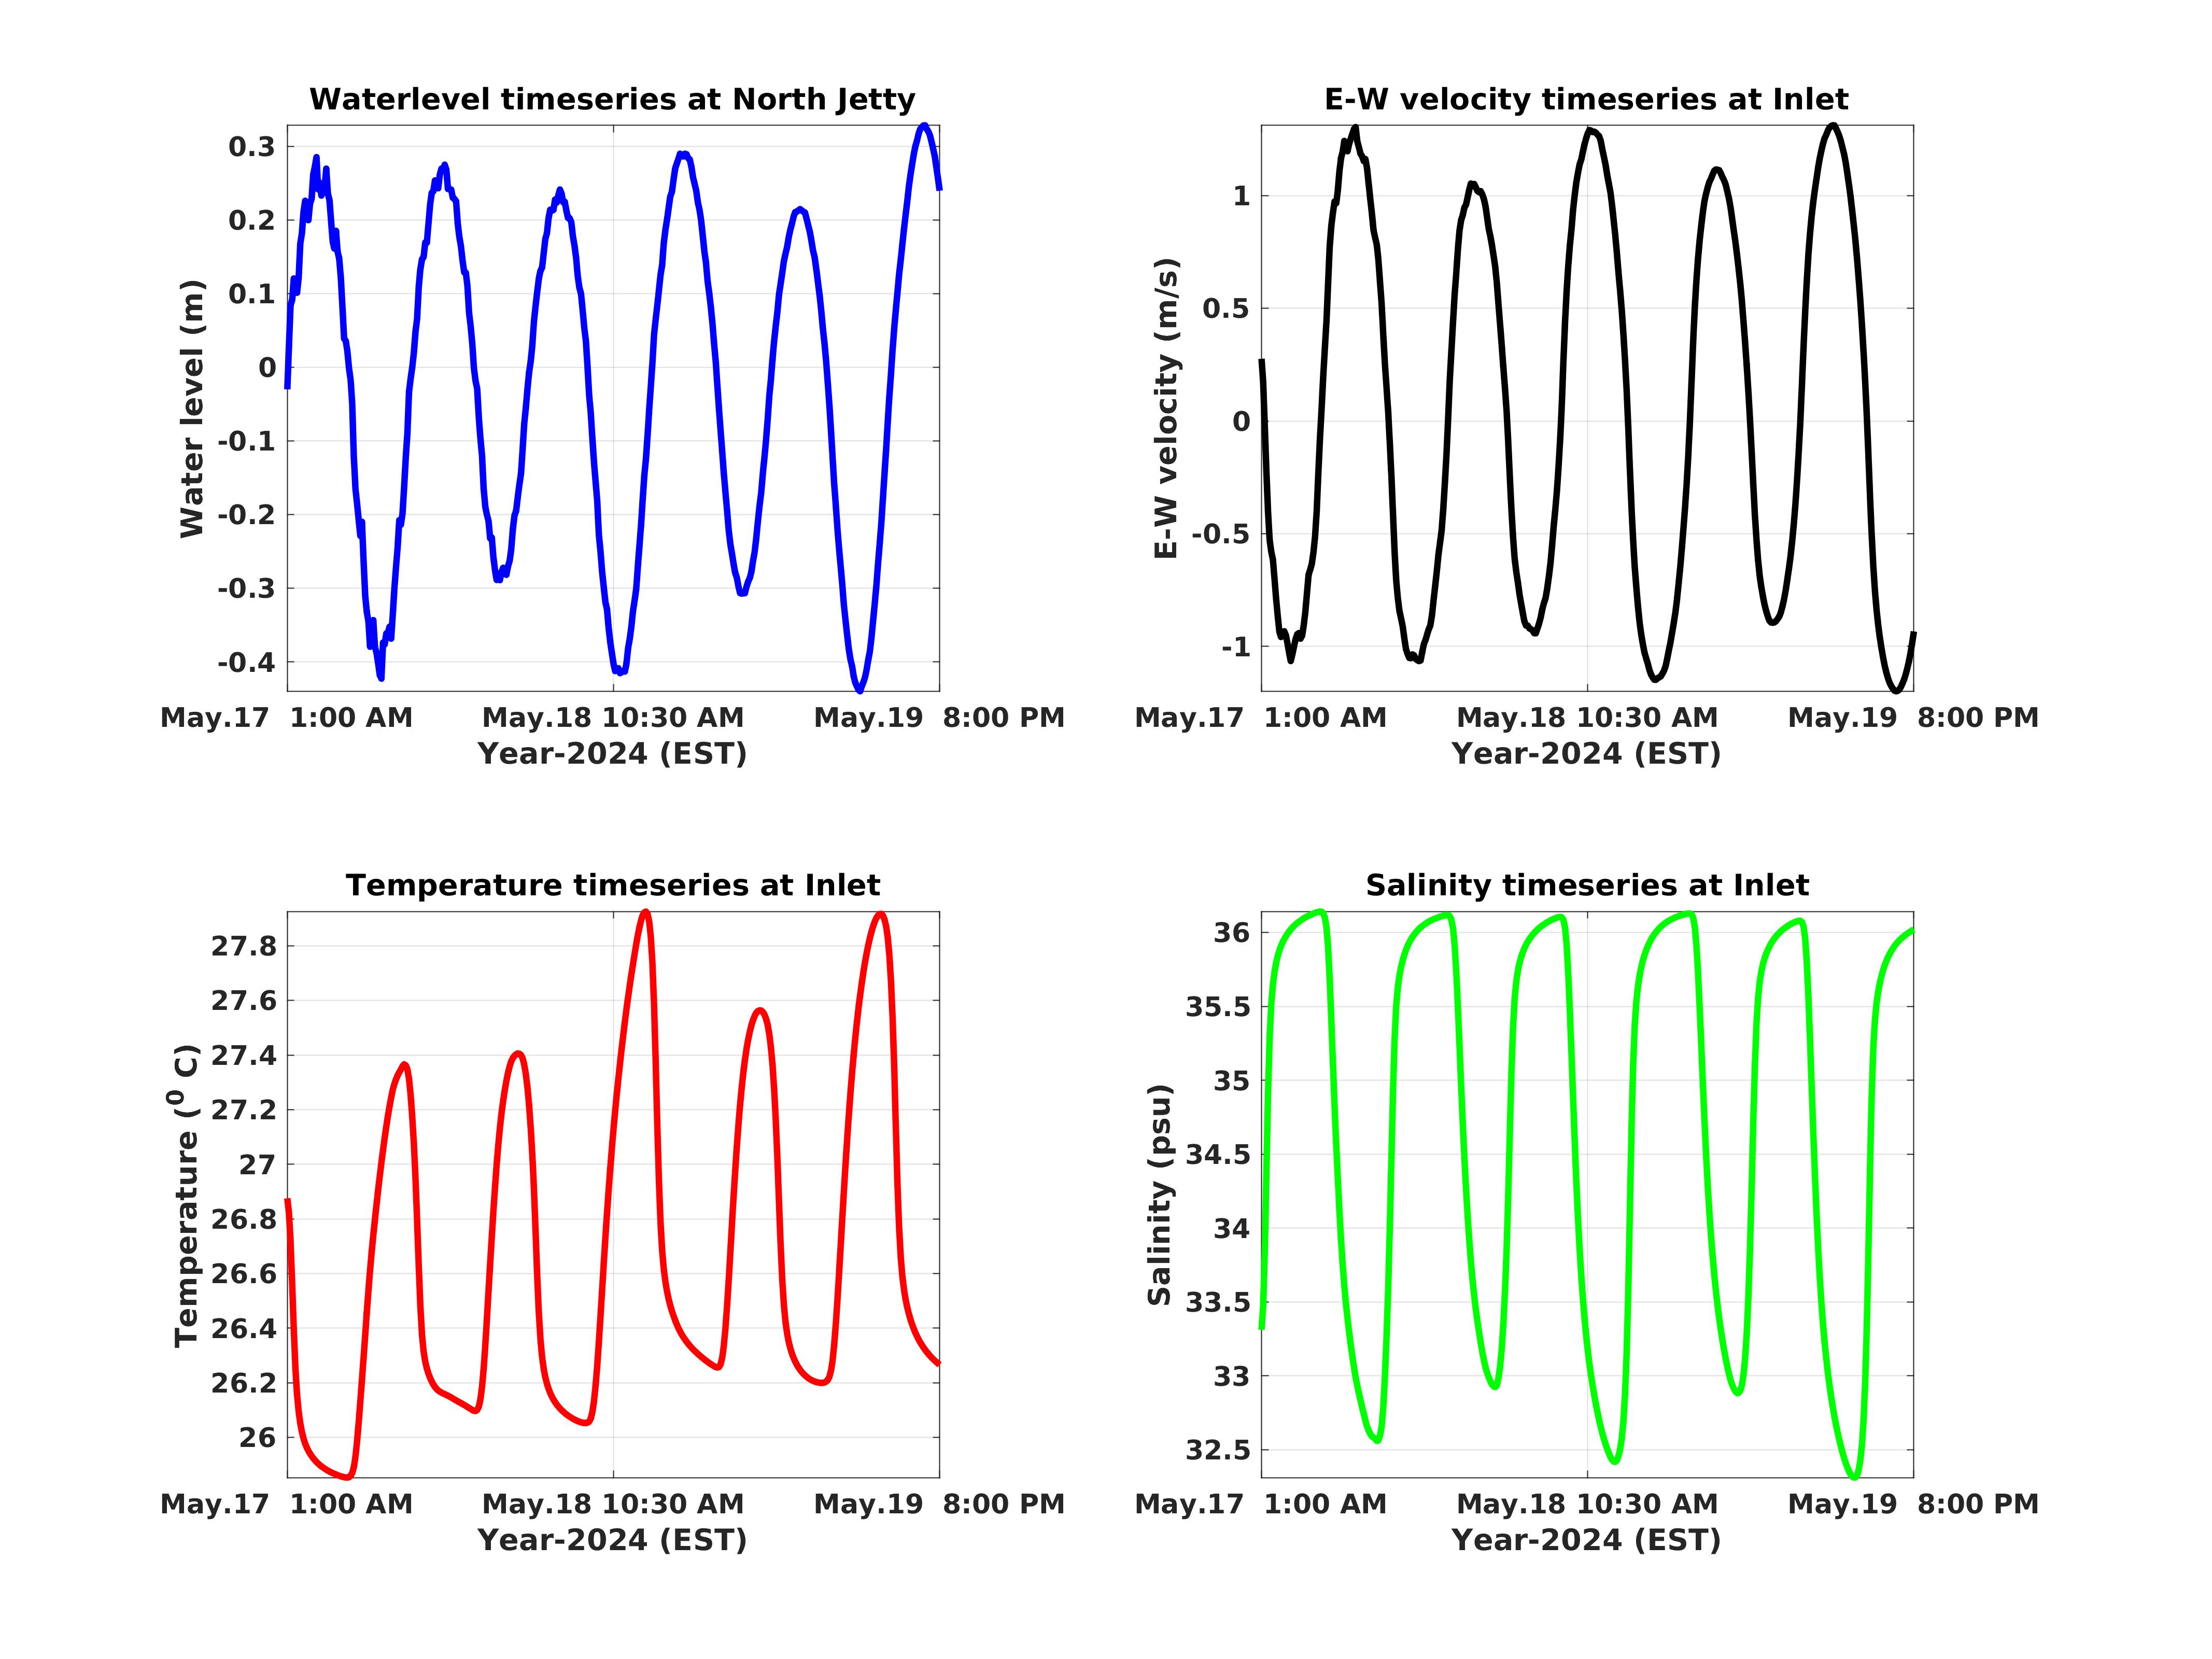 Waterlevel timeseries at North Jetty
0.3
0.2
0.1
0
-0.1
-0.2
-0.3
-0.4
Water level (m)
May.17 1:00 AM
May.18 10:30 AM
May.19 8:00 PM
Year-2024 (EST)
E-W velocity timeseries at Inlet
1
0.5
0
-0.5
-1
E-W velocity (m/s)
May.17 1:00 AM
May.18 10:30 AM
May.19 8:00 PM
Year-2024 (EST)
Temperature timeseries at Inlet
27.8
27.6
27.4
27.2
27
26.8
26.6
26.4
26.2
26
Temperature (⁰ C)
May.17 1:00 AM
May.18 10:30 AM
May.19 8:00 PM
Year-2024 (EST)
Salinity timeseries at Inlet
36
35.5
35
34.5
34
33.5
33
32.5
Salinity (psu)
May.17 1:00 AM
May.18 10:30 AM
May.19 8:00 PM
Year-2024 (EST)